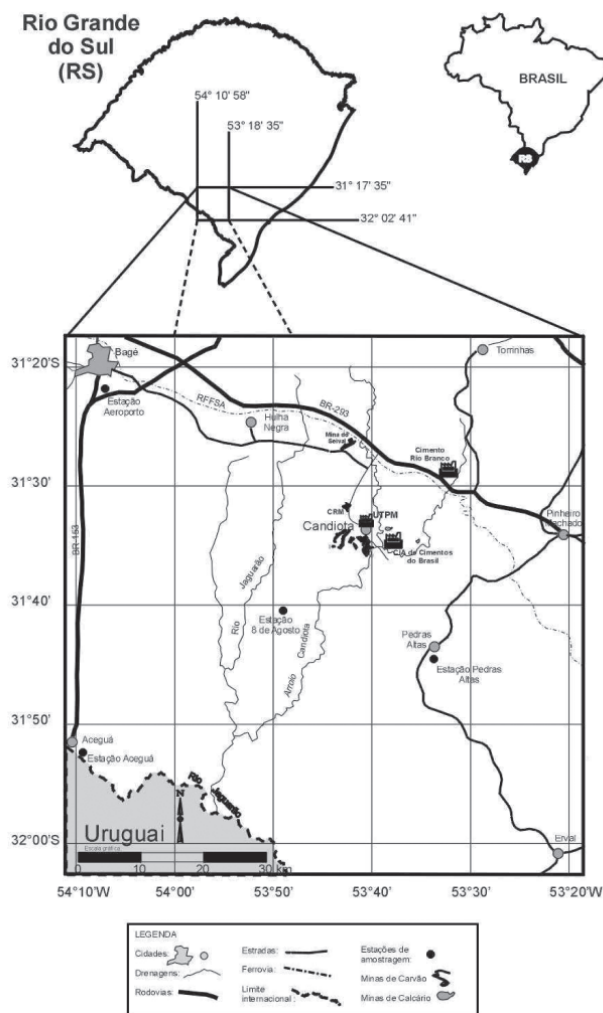 Rio Grande
do Sul
(RS)
BRASIL
RS
54° 10' 58"
53° 18' 35"
31° 17' 35"
32° 02' 41"
31°20'S
31°30'S
31°40'S
31°50'S
32°00'S
Bagé
Estação
Aeroporto
RFFSA
BR-293
Hulha
Negra
Mina do
Seival
Torrinhas
Cimento
Rio Branco
CRM
UTPM
Candiota
CIA de Cimentos
do Brasil
Pinheiro
Machado
BR-153
Rio
Jaguarão
Estação
8 de Agosto
Arroio
Candiota
Pedras
Altas
Estação Pedras
Altas
Aceguá
Estação Aceguá
Rio
Jaguarão
N
Uruguai
Escala gráfica
0 10 20 30 km
Erval
54°10'W 54°00' 53°50' 53°40' 53°30' 53°20'W
LEGENDA
Cidades:
Drenagens:
Rodovias:
Estradas:
Ferrovia:
Limite
internacional:
Estações de
amostragem:
Minas de Carvão:
Minas de Calcário: